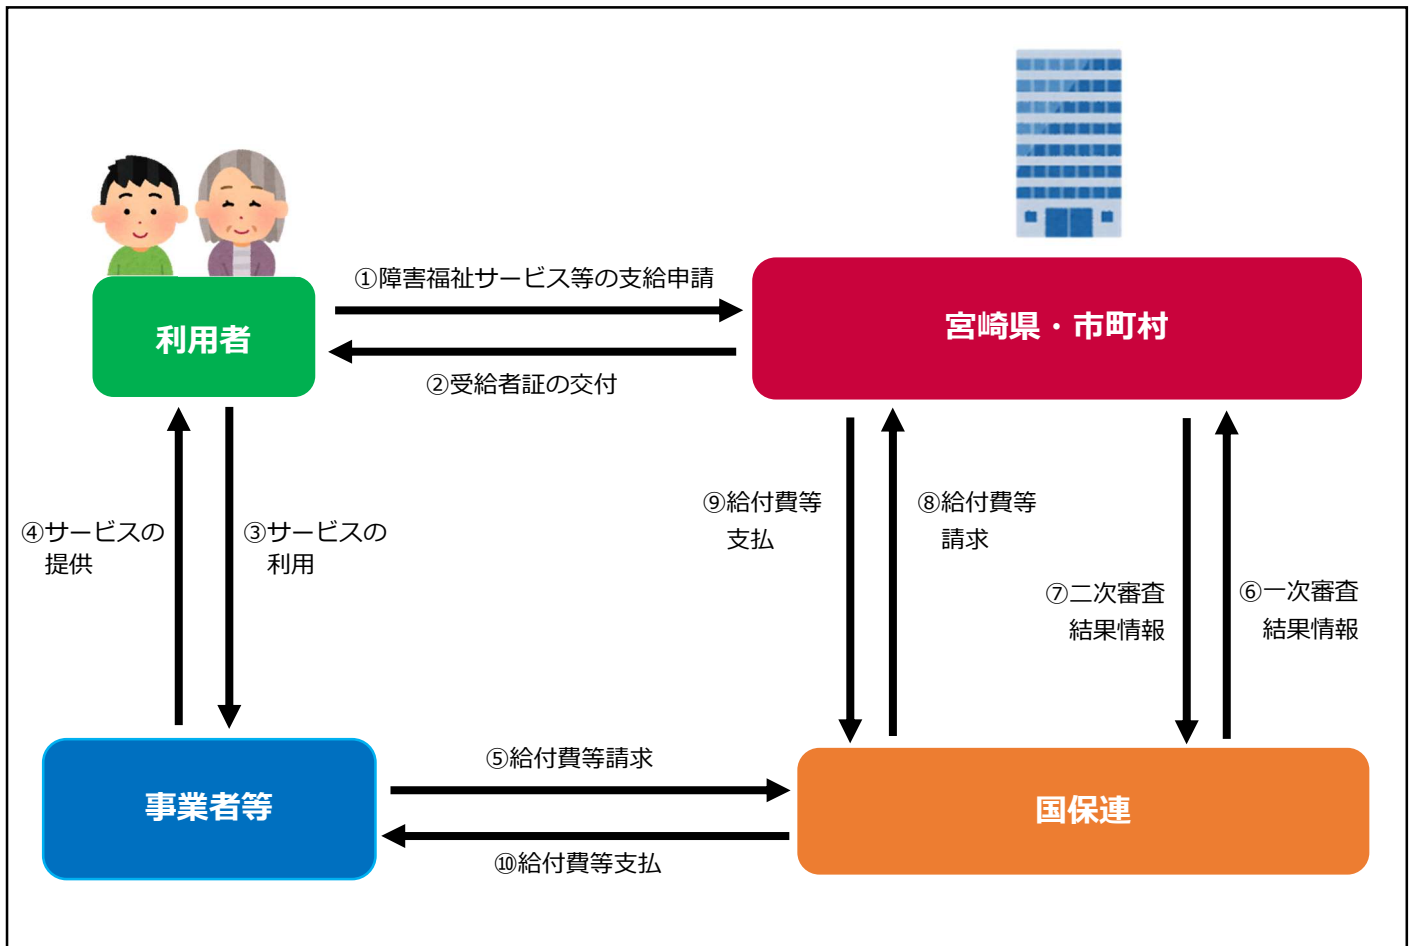 ①障害福祉サービス等の支給申請
利用者
宮崎県・市町村
②受給者証の交付
④サービスの
提供
③サービスの
利用
⑨給付費等
支払
⑧給付費等
請求
⑦二次審査
結果情報
⑥一次審査
結果情報
⑤給付費等請求
事業者等
国保連
⑩給付費等支払